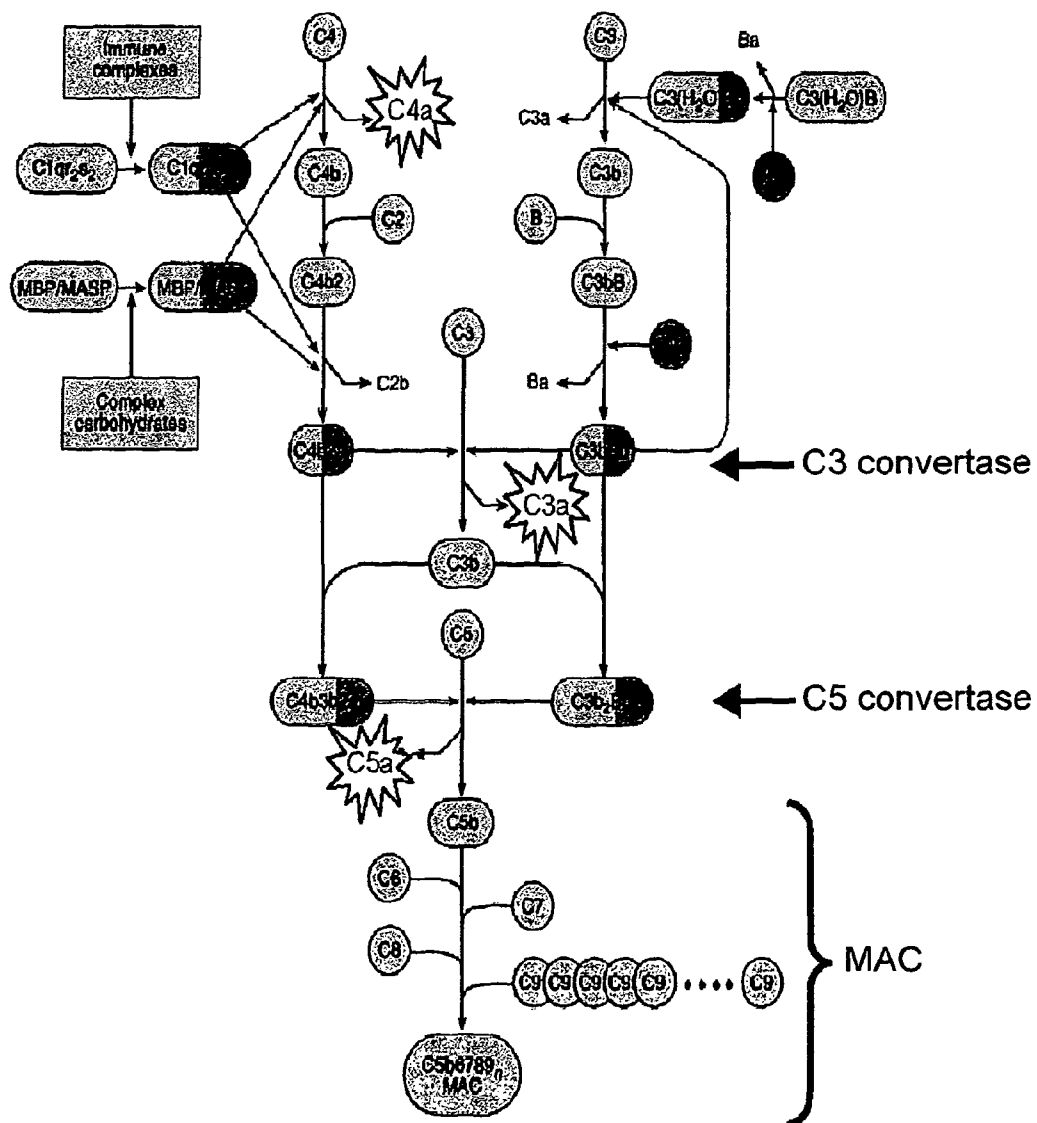 Immune
complexes
C4
C3
Ba
C4a
C3a
C3(H2O)
C3(H2O)B
C1qr2s2
C1q
C4b
C3b
C2
B
MBP/MASP
MBP/
C4b2
C3bB
C3
C2b
Ba
Complex
carbohydrates
C3 convertase
C3a
C3b
C5
C4b3b
C3b2
C5 convertase
C5a
C5b
C6
C7
C8
C9 C9 C9 C9 C9 •••• C9
MAC
C5b6789n
MAC